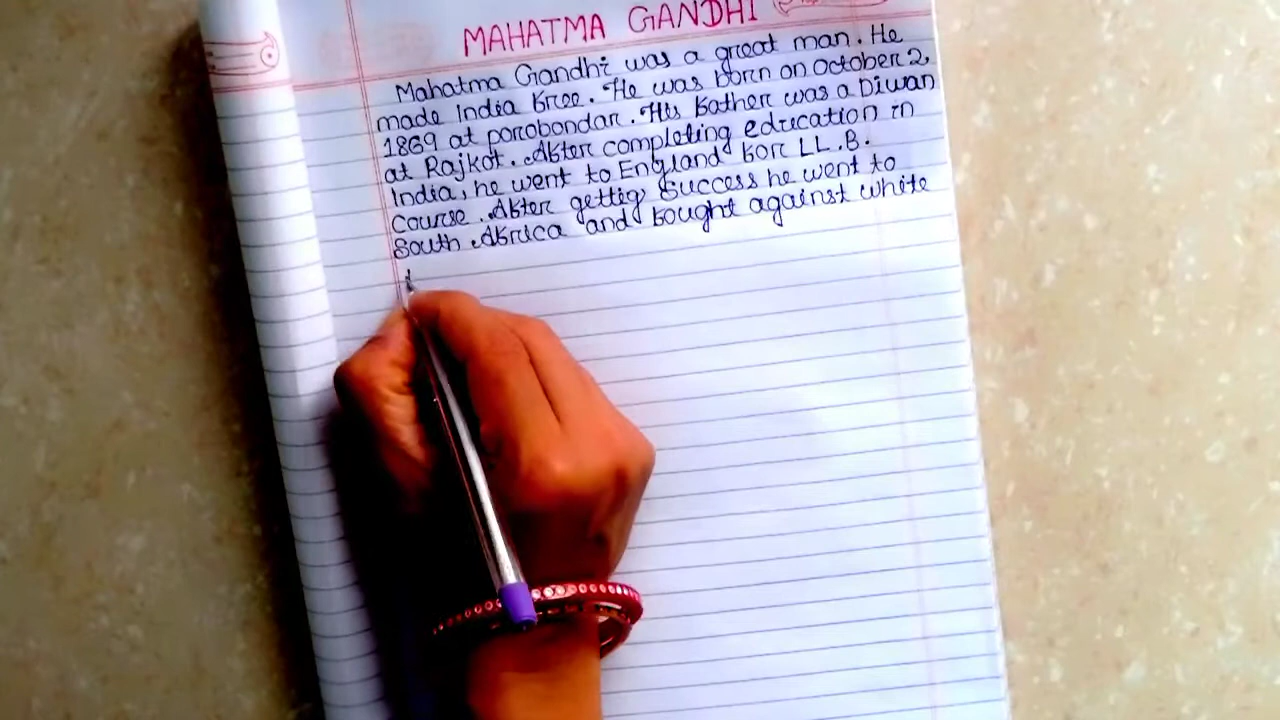 MAHATMA GANDHI
Mahatma Gandhi was a great man. He
made India free. He was born on October 2,
1869 at porobondar. His father was a Diwan
at Rajkot. After completing education in
India, he went to England for LL.B.
course. After gettig success he went to
South Africa and fought against white